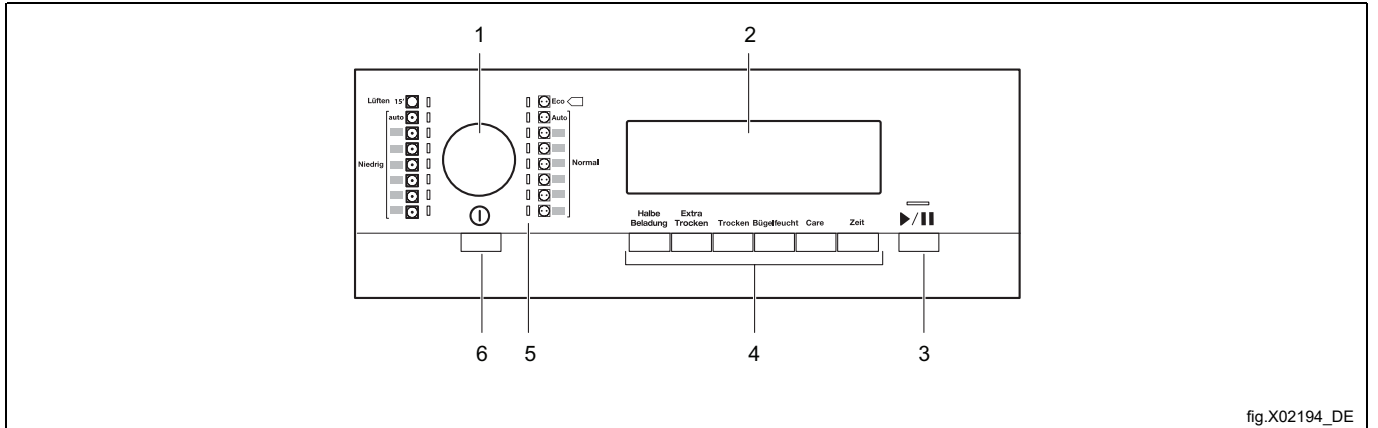 1 2
Lüften 15' Eco
auto Auto
Niedrig Normal
Halbe Beladung Extra Trocken Trocken Bügelfeucht Care Zeit
6 5 4 3
fig.X02194_DE